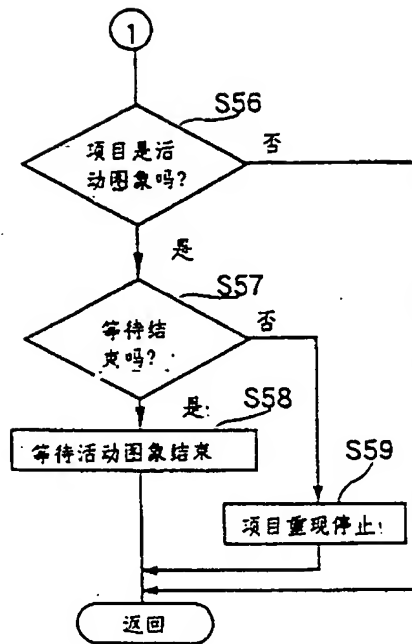 1
S56
项目是活
动图象吗?
否
是
S57
等待结
束吗?
否
是:
S58
等待活动图象结束
S59
项目重现停止:
返回